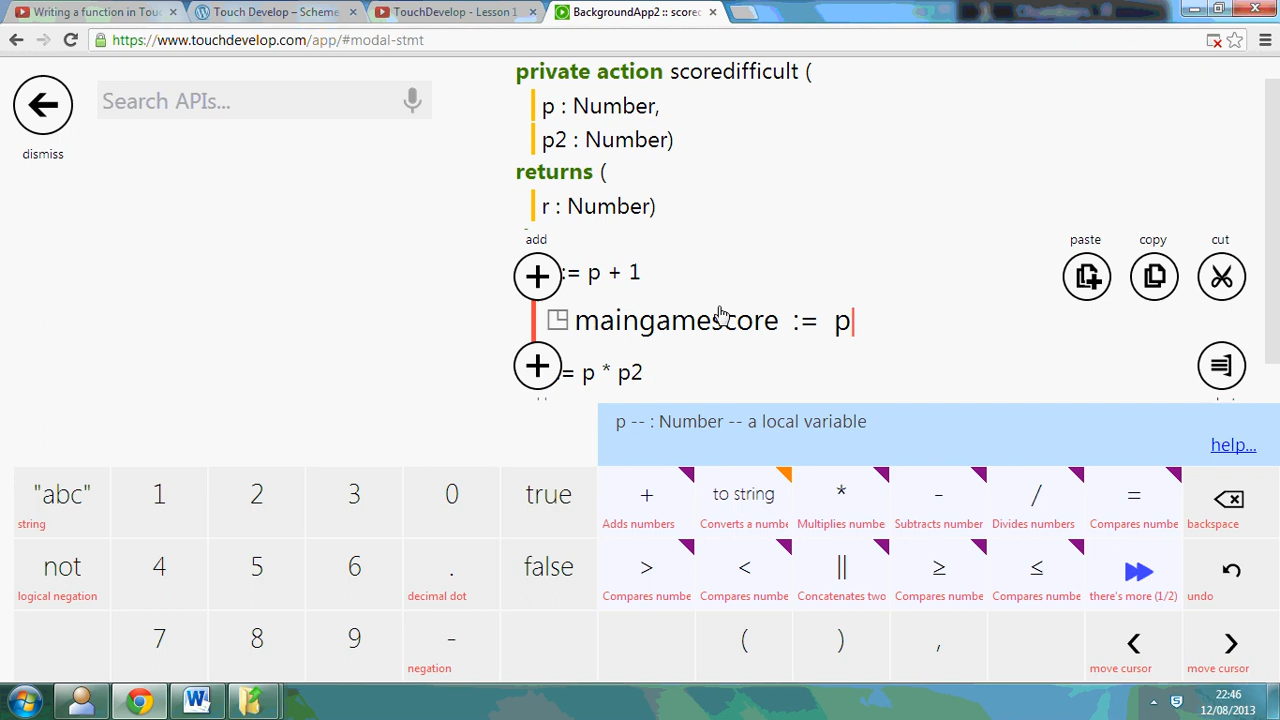 Writing a function in Tou
Touch Develop – Scheme
TouchDevelop - Lesson 1
BackgroundApp2 :: scored
https://www.touchdevelop.com/app/#modal-stmt
Search APIs...
dismiss
private action scoredifficult (
p : Number,
p2 : Number)
returns (
r : Number)
add
paste copy cut
:= p + 1
maingamescore := p
= p * p2
p -- : Number -- a local variable
help...
"abc" 1 2 3 0 true + to string * - / =
string Adds numbers Converts a numbe Multiplies numbe Subtracts number Divides numbers Compares numbe backspace
not 4 5 6 . false > < || ≥ ≤
logical negation decimal dot Compares numbe Compares numbe Concatenates two Compares numbe Compares numbe there's more (1/2) undo
7 8 9 - ( ) ,
negation move cursor move cursor
22:46
12/08/2013